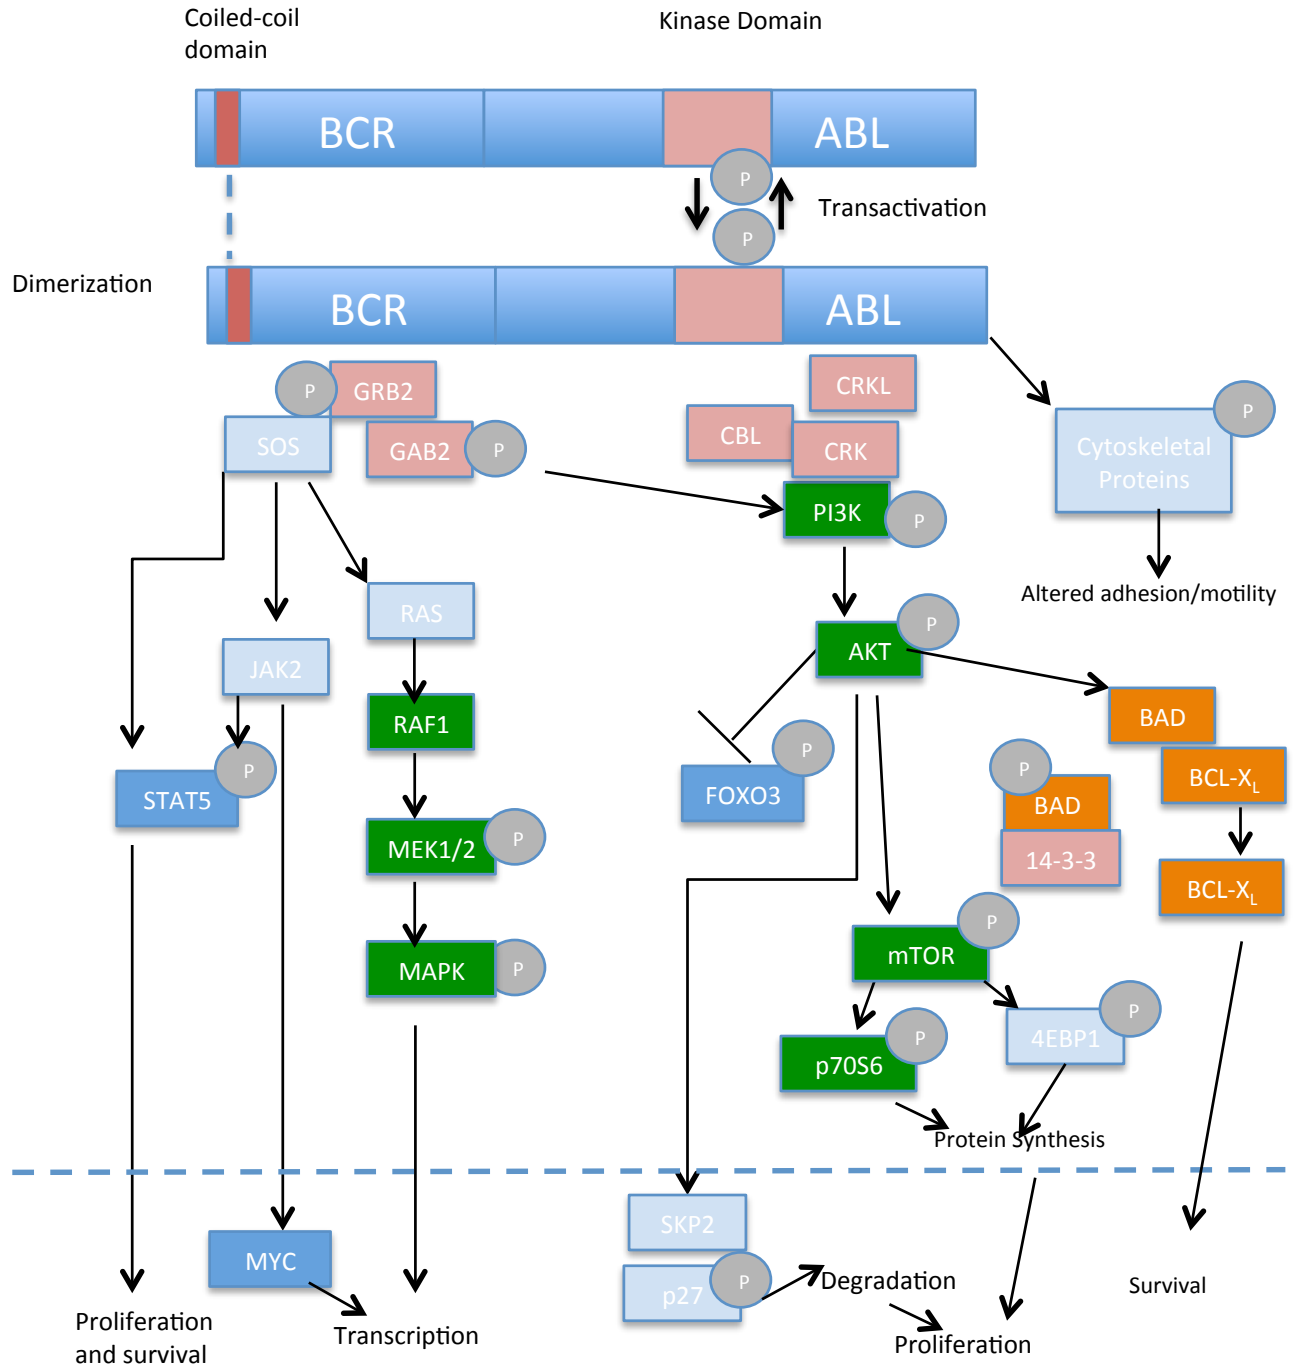 Coiled-coil
domain
Kinase Domain
BCR
ABL
P
Transactivation
P
Dimerization
BCR
ABL
P
GRB2
SOS
GAB2
P
CRKL
CBL
CRK
PI3K
P
P
Cytoskeletal
Proteins
Altered adhesion/motility
RAS
JAK2
RAF1
P
STAT5
MEK1/2
P
MAPK
P
AKT
P
FOXO3
P
BAD
BCL-XL
P
BAD
14-3-3
BCL-XL
mTOR
P
p70S6
P
4EBP1
P
Protein Synthesis
MYC
SKP2
p27
P
Degradation
Survival
Proliferation
and survival
Transcription
Proliferation